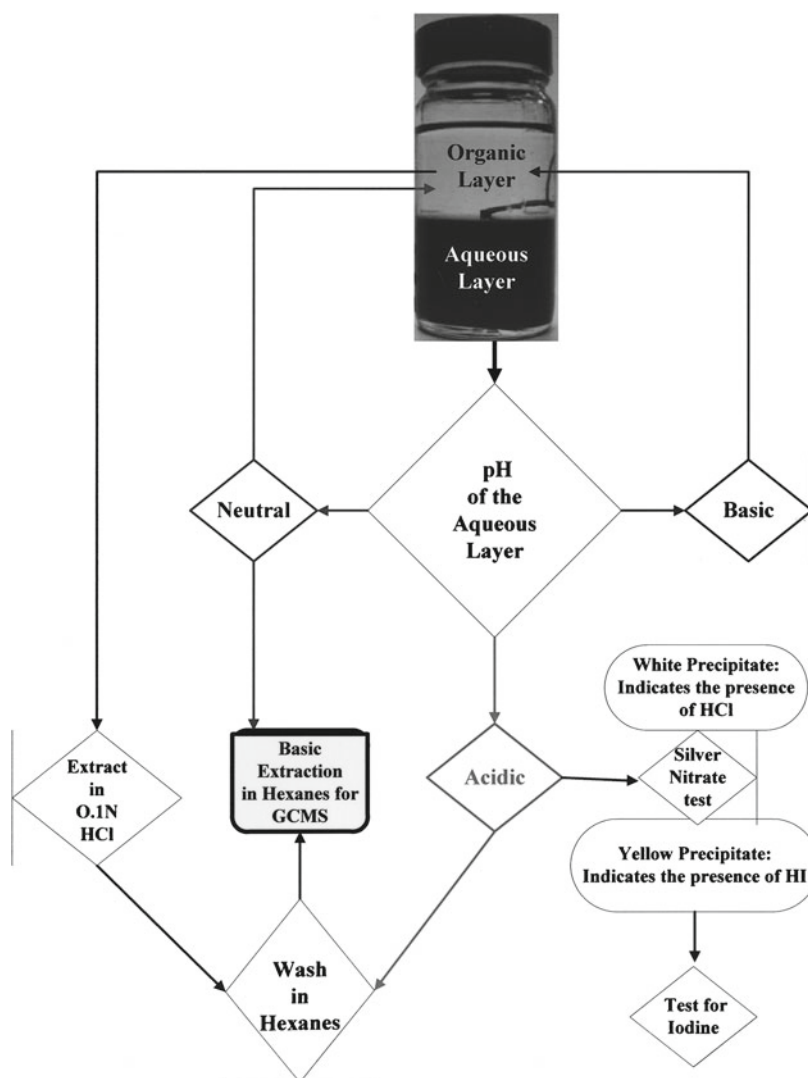 Organic
Layer
Aqueous
Layer
pH
of the
Aqueous
Layer
Neutral
Basic
White Precipitate:
Indicates the presence
of HCl
Extract
in
O.1N
HCl
Basic
Extraction
in Hexanes for
GCMS
Acidic
Silver
Nitrate
test
Yellow Precipitate:
Indicates the presence of HI
Wash
in
Hexanes
Test for
Iodine